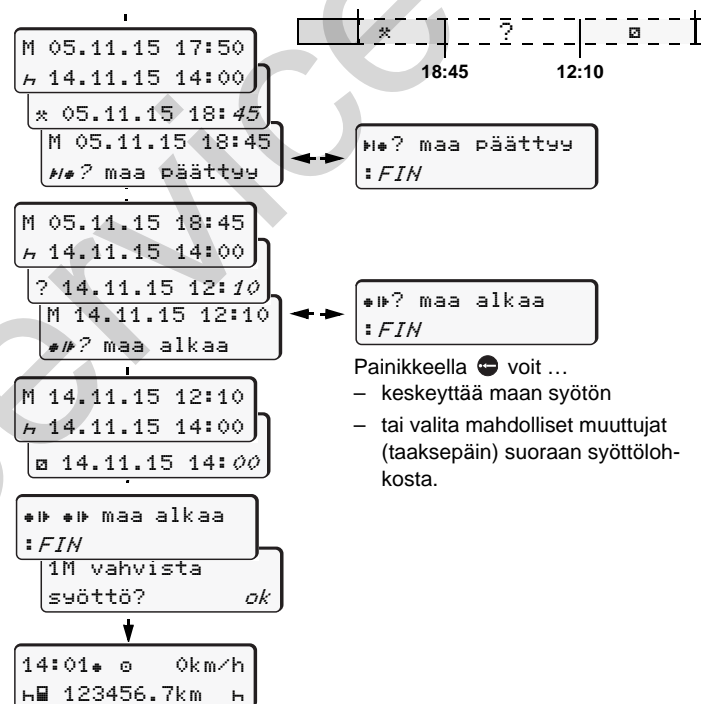 M 05.11.15 17:50
14.11.15 14:00
05.11.15 18:45
M 05.11.15 18:45
? maa päättyy
? maa päättyy
:FIN
?
18:45 12:10
M 05.11.15 18:45
14.11.15 14:00
? 14.11.15 12:10
M 14.11.15 12:10
? maa alkaa
? maa alkaa
:FIN
Painikkeella voit ...
– keskeyttää maan syötön
– tai valita mahdolliset muuttujat
(taaksepäin) suoraan syöttöloh-
kosta.
M 14.11.15 12:10
14.11.15 14:00
14.11.15 14:00
maa alkaa
:FIN
1M vahvista
syöttö? ok
14:01 0km/h
123456.7km